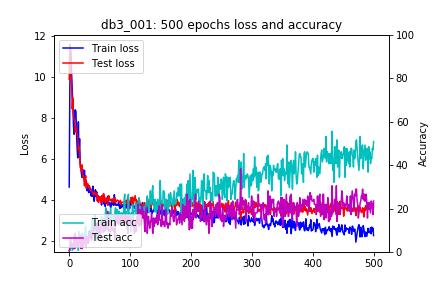 db3_001: 500 epochs loss and accuracy
Train loss
Test loss
Train acc
Test acc
Loss
Accuracy
12
10
8
6
4
2
100
80
60
40
20
0
0
100
200
300
400
500